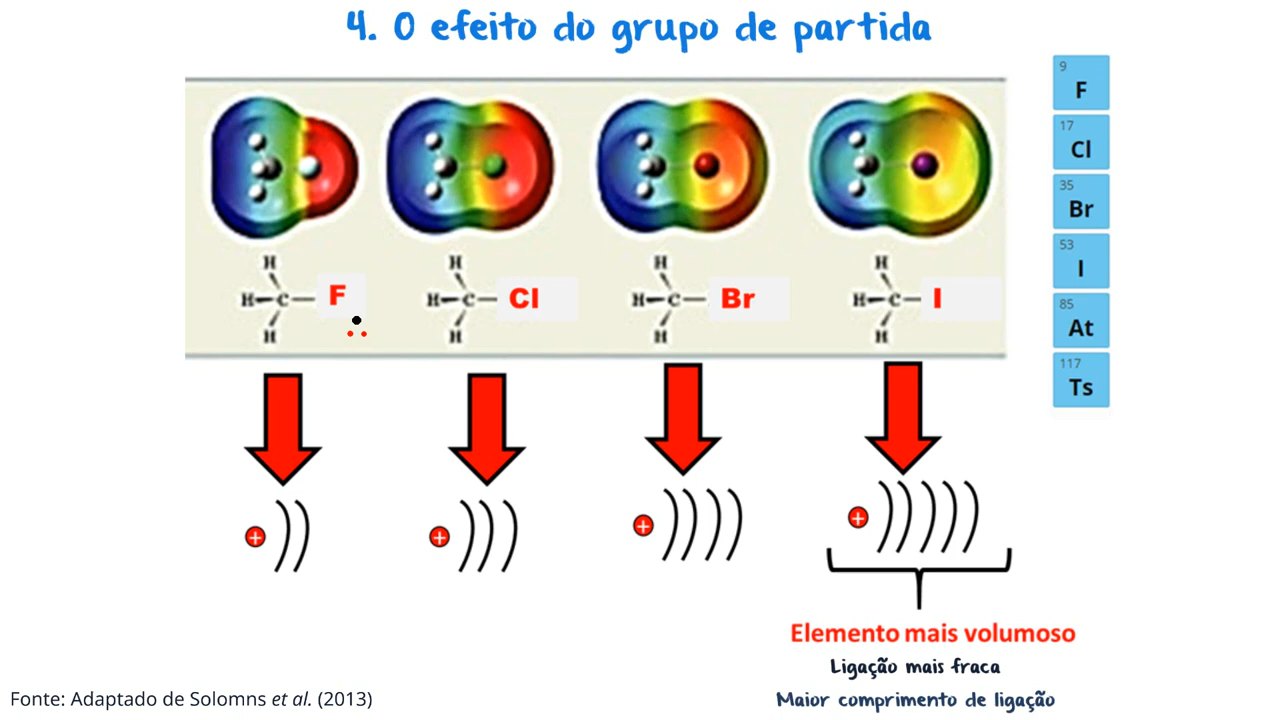 4. O efeito do grupo de partida
9
F
17
Cl
35
Br
53
I
85
At
117
Ts
H H H H
H C F H C Cl H C Br H C I
H H H H
+ + + +
Elemento mais volumoso
Ligação mais fraca
Maior comprimento de ligação
Fonte: Adaptado de Solomns et al. (2013)